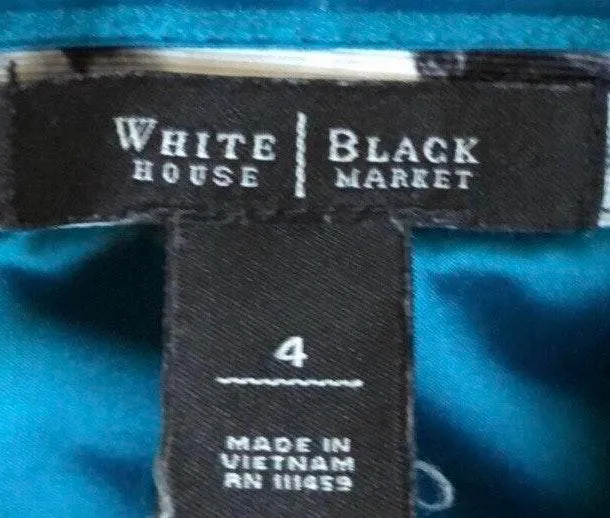 WHITE | BLACK
HOUSE | MARKET
4
MADE IN
VIETNAM
RN 111459